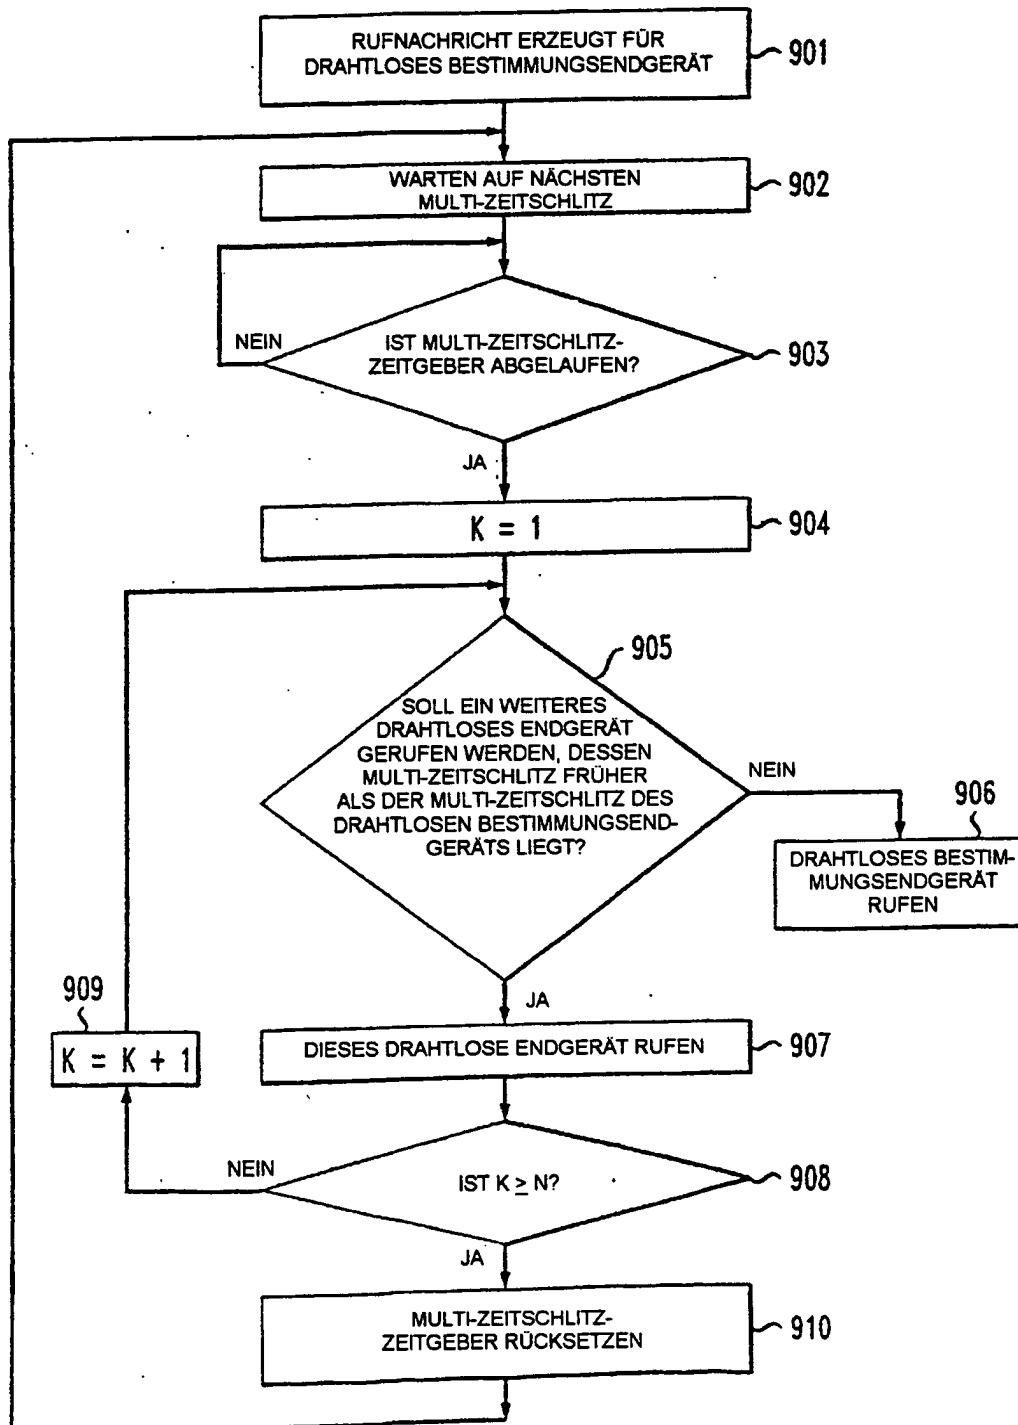 RUFNACHRICHT ERZEUGT FÜR
DRAHTLOSES BESTIMMUNGSENDGERÄT
901
WARTEN AUF NÄCHSTEN
MULTI-ZEITSCHLITZ
902
NEIN
IST MULTI-ZEITSCHLITZ-
ZEITGEBER ABGELAUFEN?
903
JA
K = 1
904
905
SOLL EIN WEITERES
DRAHTLOSES ENDGERÄT
GERUFEN WERDEN, DESSEN
MULTI-ZEITSCHLITZ FRÜHER
ALS DER MULTI-ZEITSCHLITZ DES
DRAHTLOSEN BESTIMMUNGSEND-
GERÄTS LIEGT?
NEIN
906
DRAHTLOSES BESTIM-
MUNGSENDGERÄT
RUFEN
JA
909
K = K + 1
DIESES DRAHTLOSE ENDGERÄT RUFEN
907
NEIN
IST K ≥ N?
908
JA
MULTI-ZEITSCHLITZ-
ZEITGEBER RÜCKSETZEN
910